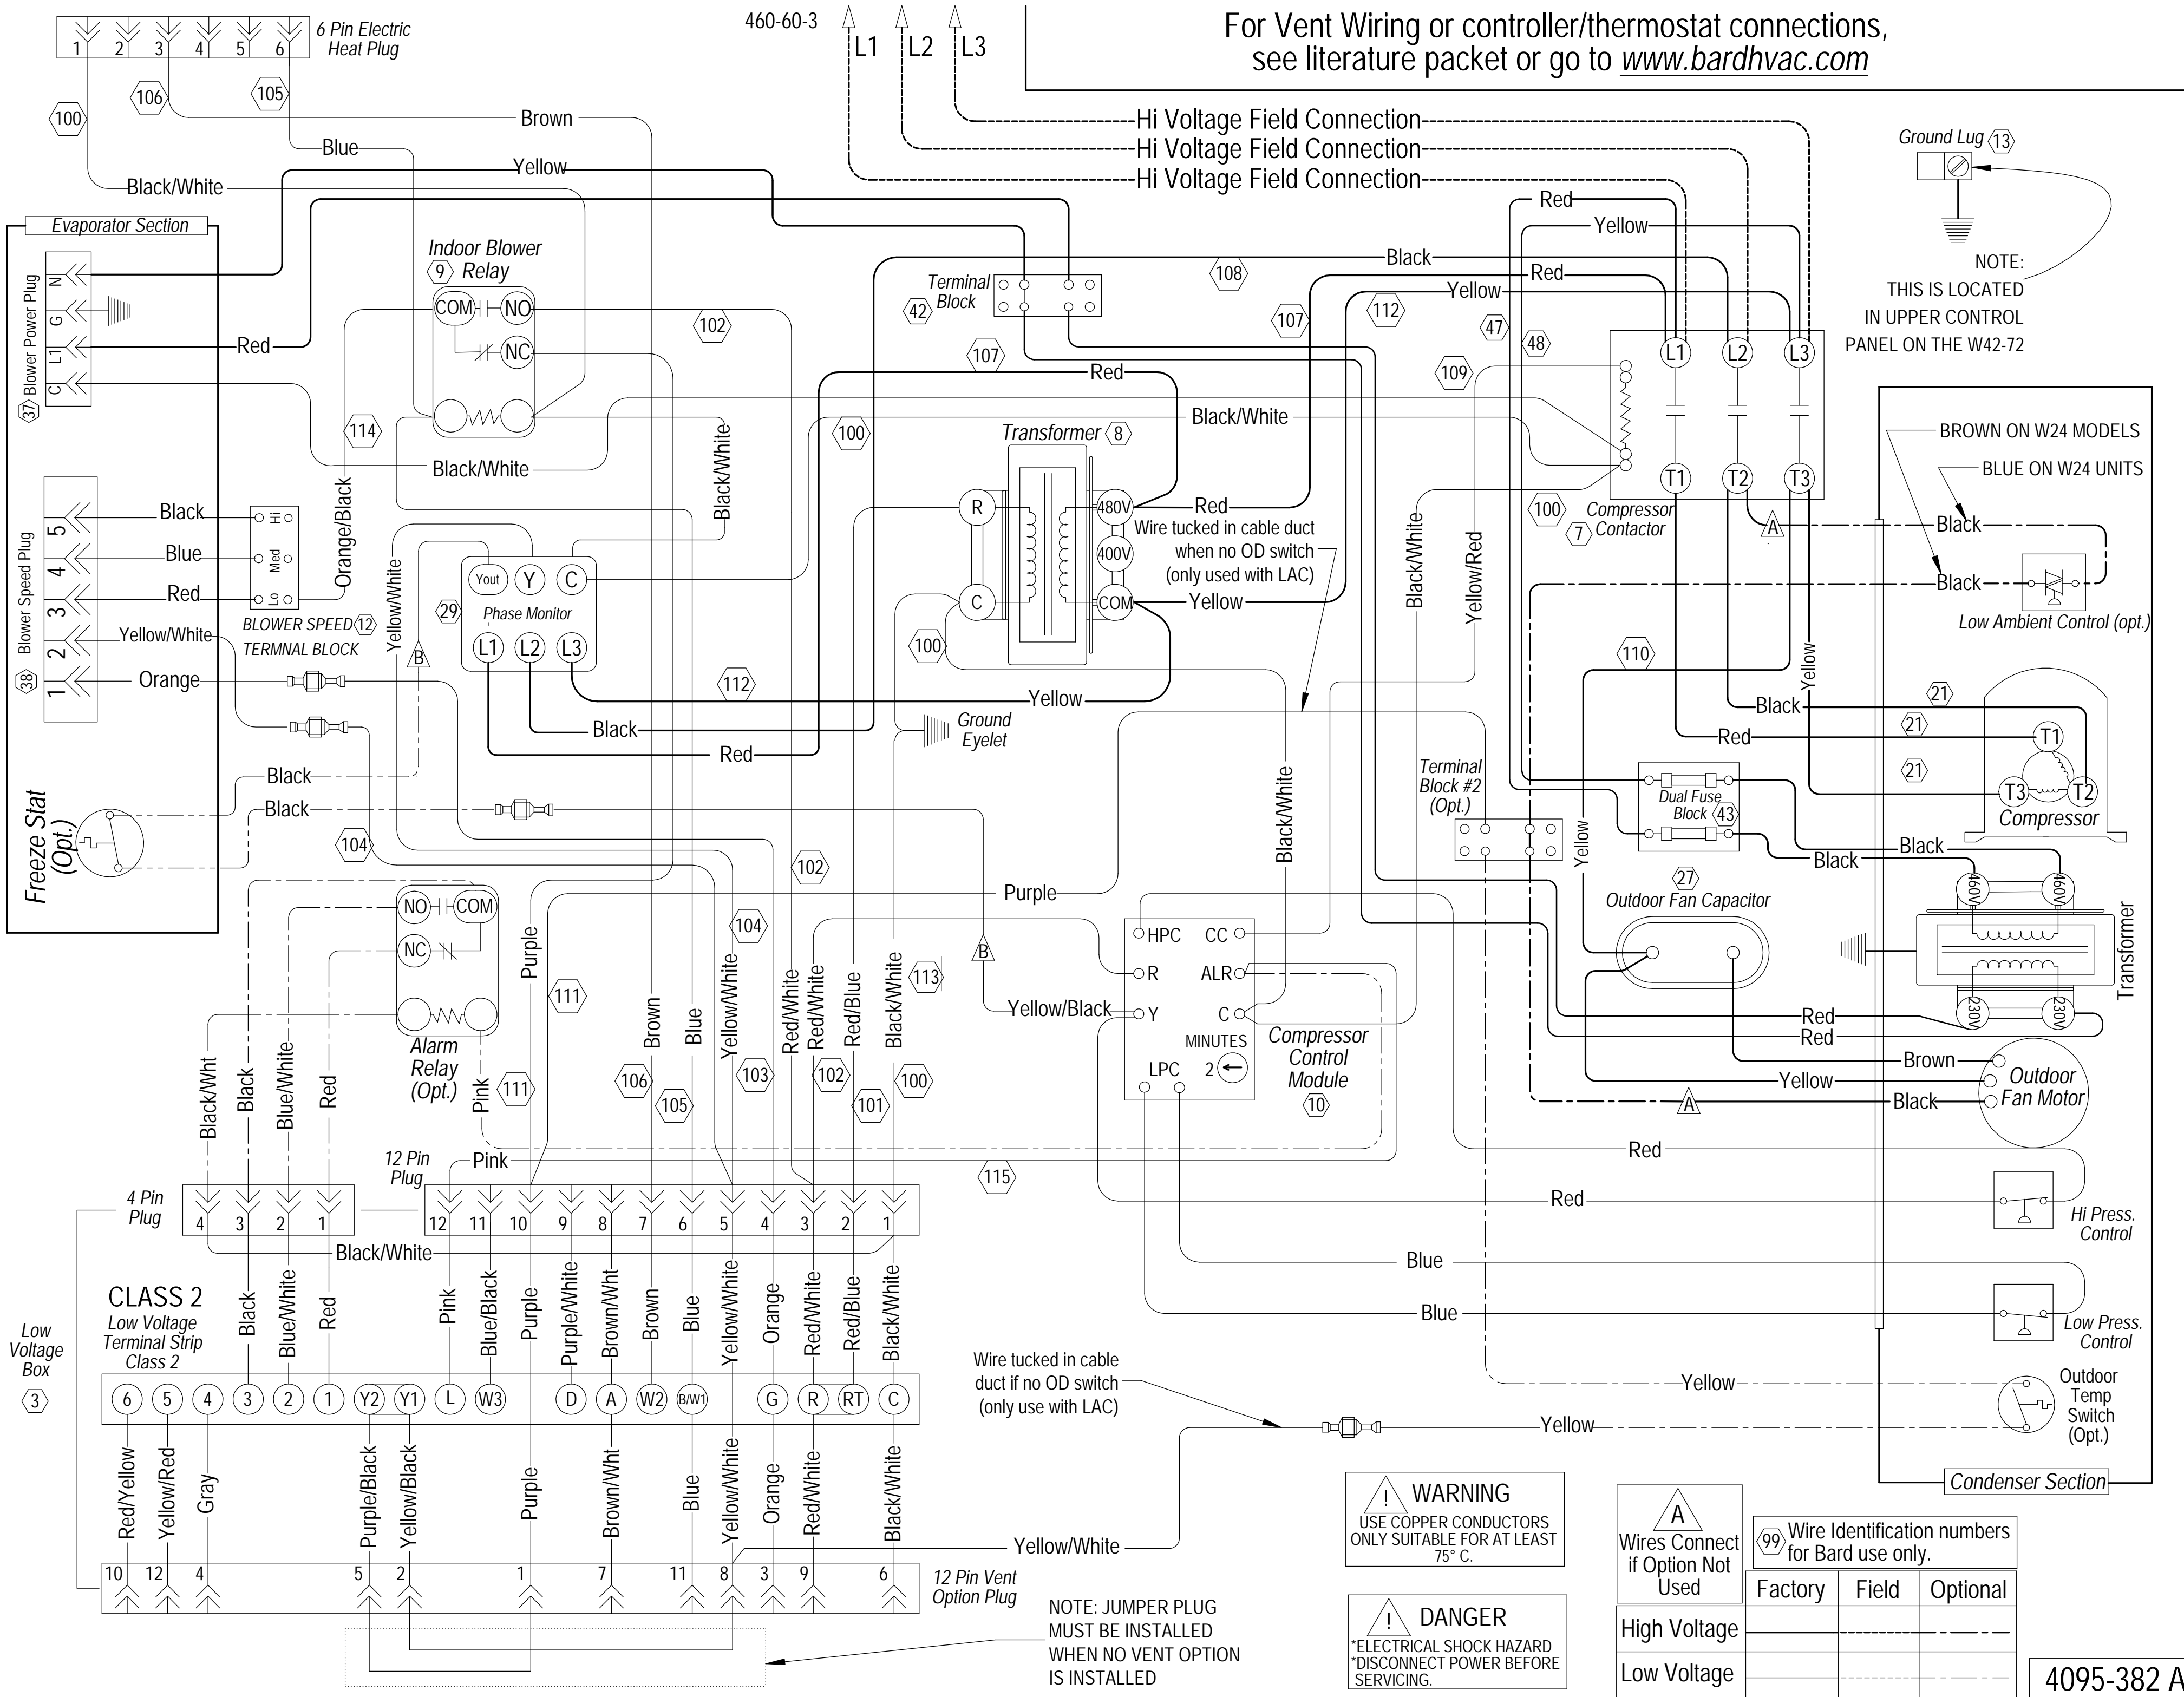 6 Pin Electric
Heat Plug
1 2 3 4 5 6
460-60-3
L1 L2 L3
For Vent Wiring or controller/thermostat connections,
see literature packet or go to www.bardhvac.com
100
106
105
Brown
Blue
Yellow
Black/White
Hi Voltage Field Connection
Hi Voltage Field Connection
Hi Voltage Field Connection
Ground Lug 13
NOTE:
THIS IS LOCATED
IN UPPER CONTROL
PANEL ON THE W42-72
Evaporator Section
37 Blower Power Plug
N
G
L1
C
Red
Indoor Blower
9 Relay
COM NO
NC
114
102
Black/White
Orange/Black
Black/White
Terminal
Block
42
108
Black
Red
Yellow
107
112
107
Red
Red
Yellow
47
48
109
L1 L2 L3
T1 T2 T3
100
Compressor
7 Contactor
Black/White
100
Transformer 8
R
C
480V
400V
COM
Red
Yellow
Wire tucked in cable duct
when no OD switch
(only used with LAC)
Black/White
Yellow/Red
BROWN ON W24 MODELS
BLUE ON W24 UNITS
A
Black
Black
Low Ambient Control (opt.)
38 Blower Speed Plug
5
4
3
2
1
Black
Blue
Red
Yellow/White
Orange
Hi
Med
Lo
BLOWER SPEED 12
TERMNAL BLOCK
Yellow/White
B
29
Yout Y C
Phase Monitor
L1 L2 L3
112
Yellow
Black
Red
100
Ground
Eyelet
Black/White
110
Yellow
Yellow
Black
Red
21
21
21
T1
T3 T2
Compressor
Terminal
Block #2
(Opt.)
Dual Fuse
Block 43
Black
Black
27
Outdoor Fan Capacitor
460V 460V
230V 230V
Transformer
Red
Red
Brown
Yellow
Black
A
Outdoor
Fan Motor
Freeze Stat
(Opt.)
Black
Black
104
102
Purple
NO COM
NC
Alarm
Relay
(Opt.)
Pink
Black/Wht
Black
Blue/White
Red
Purple
111
111
Brown
Blue
Yellow/White
104
Red/White
Red/White
Red/Blue
Black/White
113
106
105
103
102
101
100
B
Yellow/Black
HPC CC
R ALR
Y C
MINUTES
LPC 2
Compressor
Control
Module
10
Red
Red
Hi Press.
Control
Blue
Blue
Low Press.
Control
12 Pin
Plug
Pink
115
4 Pin
Plug
4 3 2 1
12 11 10 9 8 7 6 5 4 3 2 1
Black/White
CLASS 2
Low Voltage
Terminal Strip
Class 2
Low
Voltage
Box
3
Black
Blue/White
Red
Pink
Blue/Black
Purple
Purple/White
Brown/Wht
Brown
Blue
Yellow/White
Orange
Red/White
Red/Blue
Black/White
6 5 4 3 2 1 Y2 Y1 L W3 D A W2 B/W1 G R RT C
Red/Yellow
Yellow/Red
Gray
Purple/Black
Yellow/Black
Purple
Brown/Wht
Blue
Yellow/White
Orange
Red/White
Black/White
10 12 4 5 2 1 7 11 8 3 9 6
12 Pin Vent
Option Plug
Yellow/White
Wire tucked in cable
duct if no OD switch
(only use with LAC)
Yellow
Yellow
Outdoor
Temp
Switch
(Opt.)
Condenser Section
NOTE: JUMPER PLUG
MUST BE INSTALLED
WHEN NO VENT OPTION
IS INSTALLED
! WARNING
USE COPPER CONDUCTORS
ONLY SUITABLE FOR AT LEAST
75° C.
! DANGER
*ELECTRICAL SHOCK HAZARD
*DISCONNECT POWER BEFORE
SERVICING.
A
Wires Connect
if Option Not
Used
99 Wire Identification numbers
for Bard use only.
Factory Field Optional
High Voltage
Low Voltage
4095-382 A